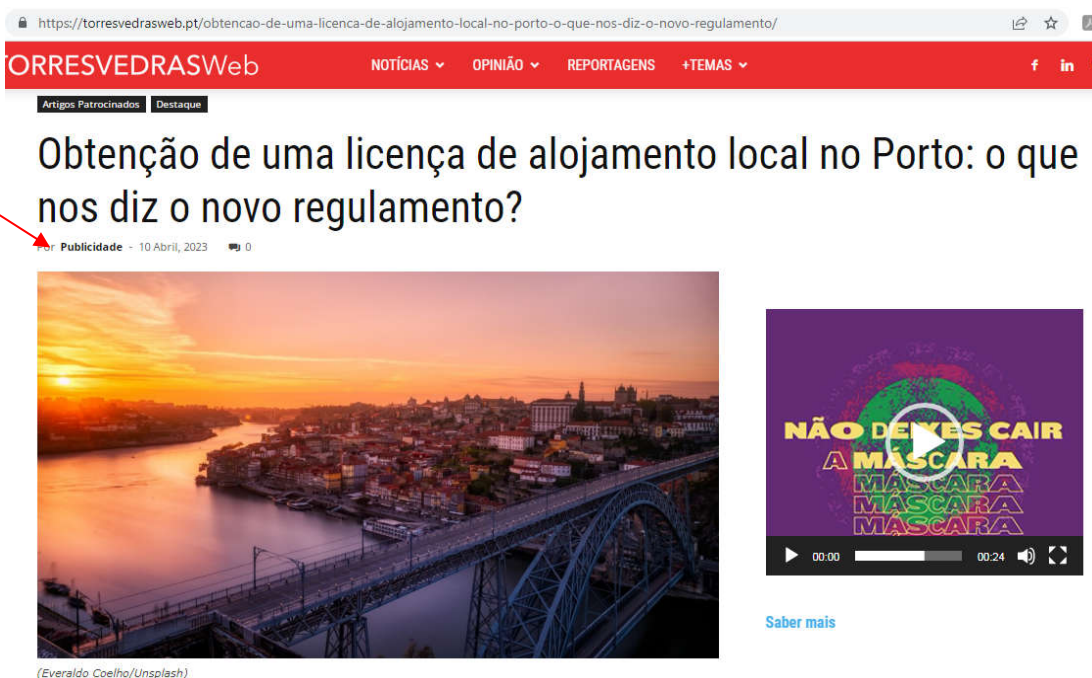 https://torresvedrasweb.pt/obtencao-de-uma-licenca-de-alojamento-local-no-porto-o-que-nos-diz-o-novo-regulamento/
TORRESVEDRASWeb NOTÍCIAS OPINIÃO REPORTAGENS +TEMAS f in
Artigos Patrocinados Destaque
Obtenção de uma licença de alojamento local no Porto: o que
nos diz o novo regulamento?
Por Publicidade - 10 Abril, 2023 0
NÃO DEIXES CAIR
A MÁSCARA
MÁSCARA
MÁSCARA
MÁSCARA
00:00 00:24
Saber mais
(Everaldo Coelho/Unsplash)